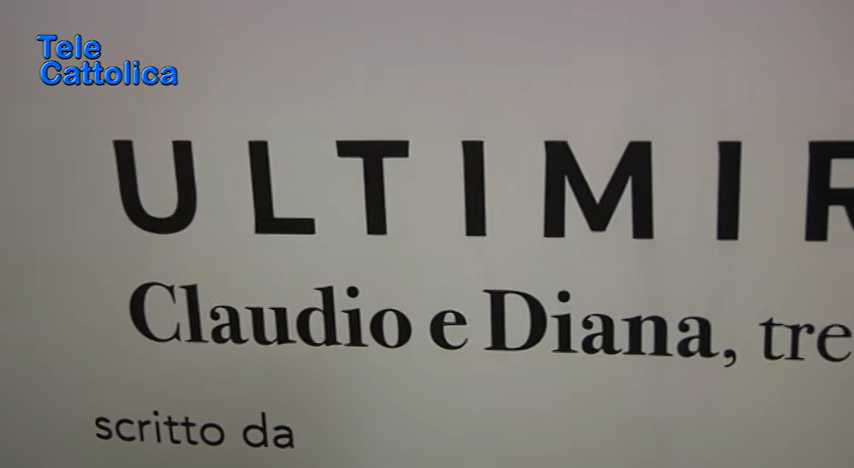 Tele
Cattolica
ULTIMI
Claudio e Diana, tre
scritto da